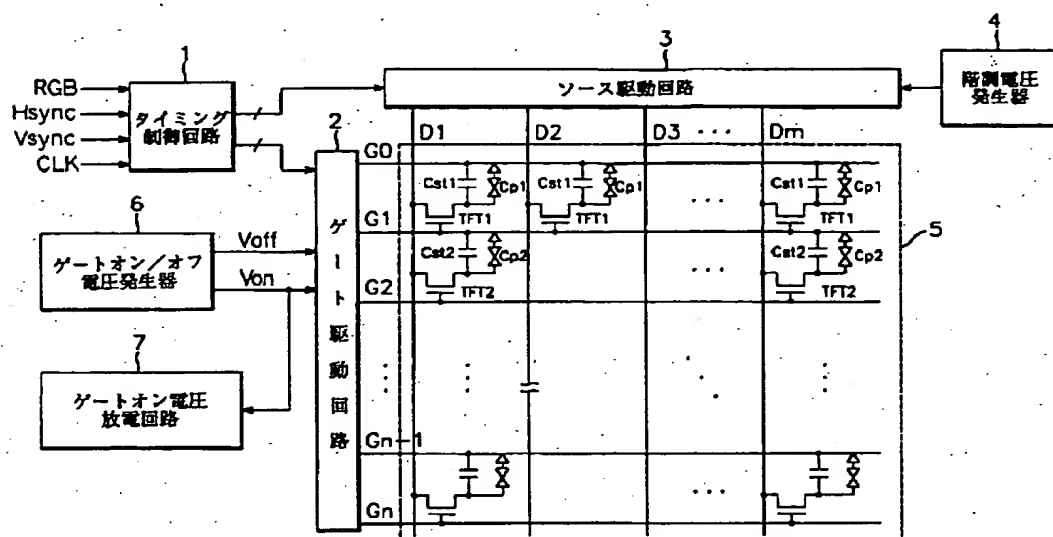 1
RGB
Hsync
Vsync
CLK
タイミング
制御回路
3
ソース駆動回路
4
階調電圧
発生器
D1
D2
D3
...
Dm
2
ゲート駆動回路
G0
Cst1
Cp1
Cst1
Cp1
Cst1
Cp1
TFT1
TFT1
...
TFT1
G1
5
6
ゲートオン/オフ
電圧発生器
Voff
Von
Cst2
Cp2
Cst2
Cp2
TFT2
...
TFT2
G2
7
ゲートオン電圧
放電回路
Gn-1
...
Gn